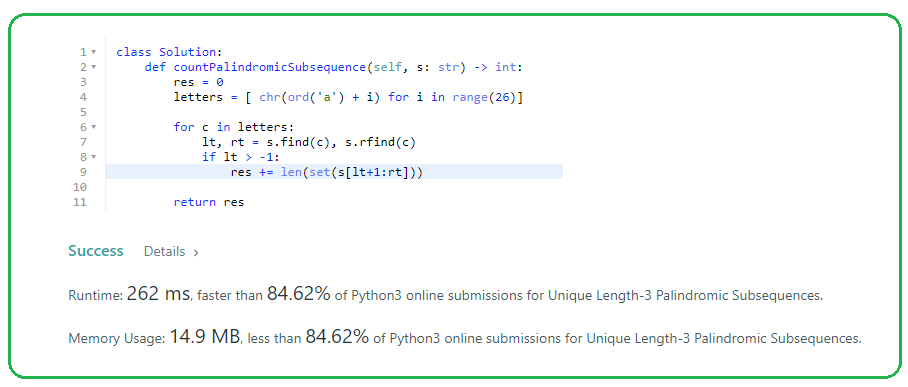 1 class Solution:
2     def countPalindromicSubsequence(self, s: str) -> int:
3         res = 0
4         letters = [ chr(ord('a') + i) for i in range(26)]
5
6         for c in letters:
7             lt, rt = s.find(c), s.rfind(c)
8             if lt > -1:
9                 res += len(set(s[lt+1:rt]))
10
11         return res
Success Details >
Runtime: 262 ms, faster than 84.62% of Python3 online submissions for Unique Length-3 Palindromic Subsequences.
Memory Usage: 14.9 MB, less than 84.62% of Python3 online submissions for Unique Length-3 Palindromic Subsequences.